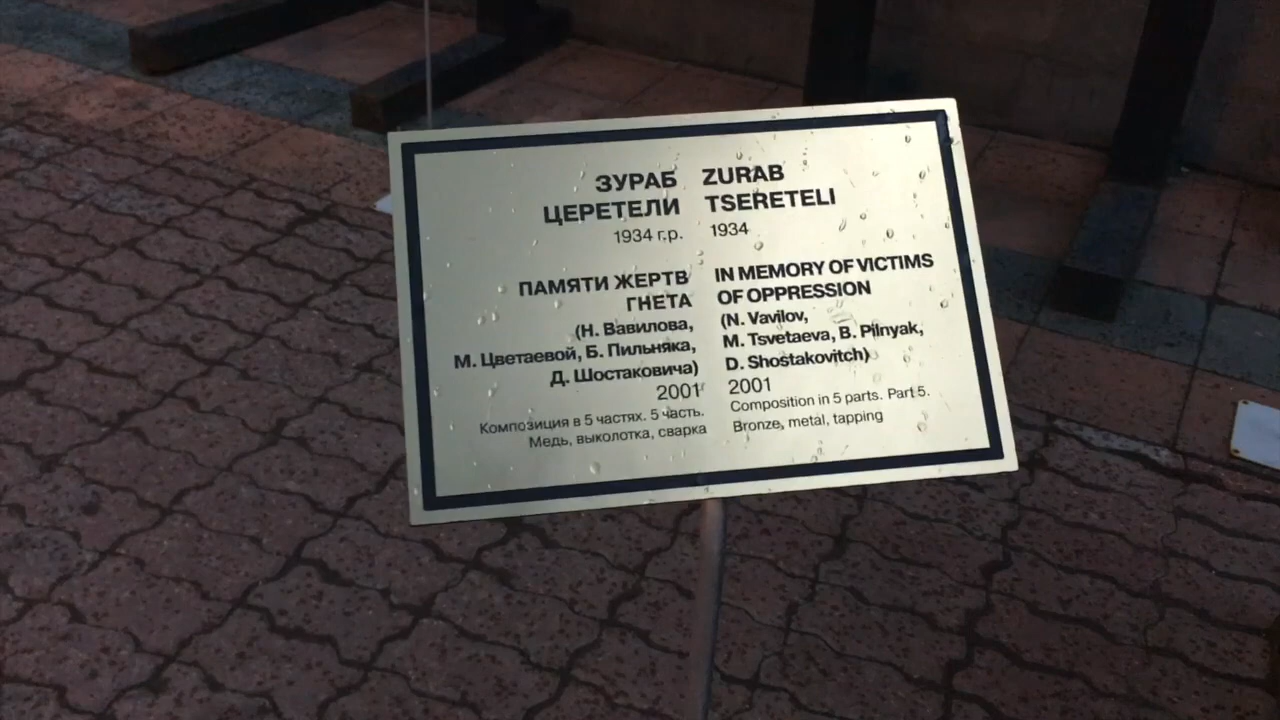 ЗУРАБ
ЦЕРЕТЕЛИ
1934 г.р.
ПАМЯТИ ЖЕРТВ
ГНЕТА
(Н. Вавилова,
М. Цветаевой, Б. Пильняка,
Д. Шостаковича)
2001г
Композиция в 5 частях. 5 часть.
Медь, выколотка, сварка
ZURAB
TSERETELI
1934
IN MEMORY OF VICTIMS
OF OPPRESSION
(N. Vavilov,
M. Tsvetaeva, B. Pilnyak,
D. Shostakovitch)
2001
Composition in 5 parts. Part 5.
Bronze, metal, tapping